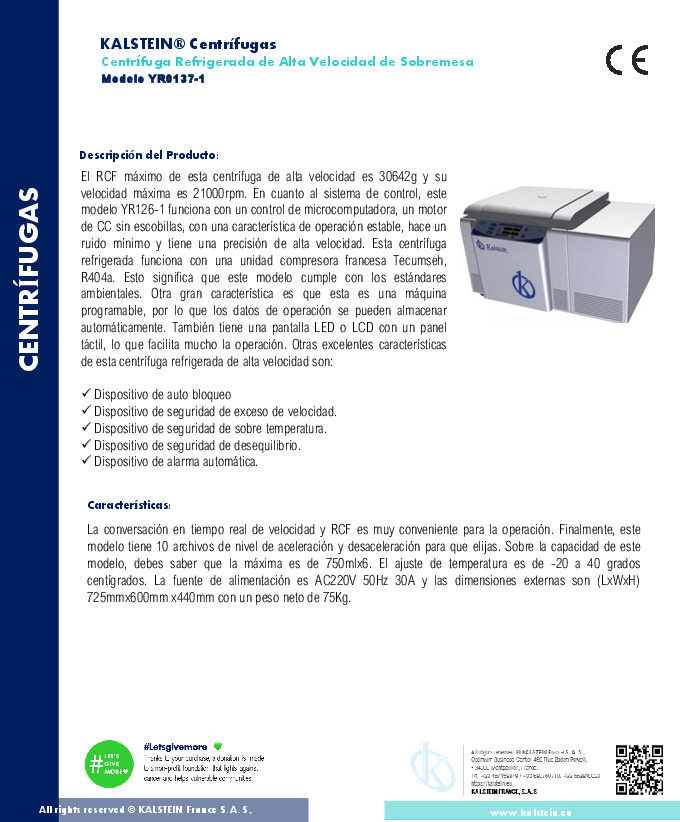 KALSTEIN® Centrífugas
Centrífuga Refrigerada de Alta Velocidad de Sobremesa
Modelo YR0137-1
CE
CENTRÍFUGAS
Descripción del Producto:
El RCF máximo de esta centrífuga de alta velocidad es 30642g y su
velocidad máxima es 21000rpm. En cuanto al sistema de control, este
modelo YR126-1 funciona con un control de microcomputadora, un motor
de CC sin escobillas, con una característica de operación estable, hace un
ruido mínimo y tiene una precisión de alta velocidad. Esta centrífuga
refrigerada funciona con una unidad compresora francesa Tecumseh,
R404a. Esto significa que este modelo cumple con los estándares
ambientales. Otra gran característica es que esta es una máquina
programable, por lo que los datos de operación se pueden almacenar
automáticamente. También tiene una pantalla LED o LCD con un panel
táctil, lo que facilita mucho la operación. Otras excelentes características
de esta centrífuga refrigerada de alta velocidad son:
Kalstein
✓ Dispositivo de auto bloqueo
✓ Dispositivo de seguridad de exceso de velocidad.
✓ Dispositivo de seguridad de sobre temperatura.
✓ Dispositivo de seguridad de desequilibrio.
✓ Dispositivo de alarma automática.
Características:
La conversación en tiempo real de velocidad y RCF es muy conveniente para la operación. Finalmente, este
modelo tiene 10 archivos de nivel de aceleración y desaceleración para que elijas. Sobre la capacidad de este
modelo, debes saber que la máxima es de 750mlx6. El ajuste de temperatura es de -20 a 40 grados
centígrados. La fuente de alimentación es AC220V 50Hz 30A y las dimensiones externas son (LxWxH)
725mmx600mm x440mm con un peso neto de 75Kg.
#LET'S
GIVE
MORE
#Letsgivemore
Thanks to your purchase, a donation is made
to a non-profit foundation that fights against
cancer and helps vulnerable communities
All rights reserved ® KALSTEIN France S. A. S.,
Optimum Business Center 450 Rue Baden Powell,
34000 Montpellier, France.
https://kalstein.eu
KALSTEIN FRANCE, S.A.S
All rights reserved © KALSTEIN France S.A.S.,
www.kalstein.eu